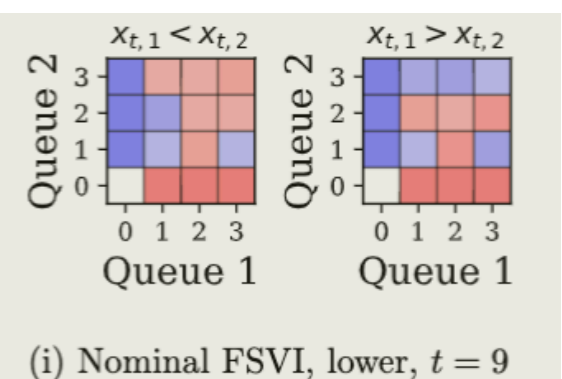 x_{t, 1} < x_{t, 2}
x_{t, 1} > x_{t, 2}
Queue 2
3
2
1
0
0 1 2 3
Queue 1
Queue 2
3
2
1
0
0 1 2 3
Queue 1
(i) Nominal FSVI, lower, t = 9